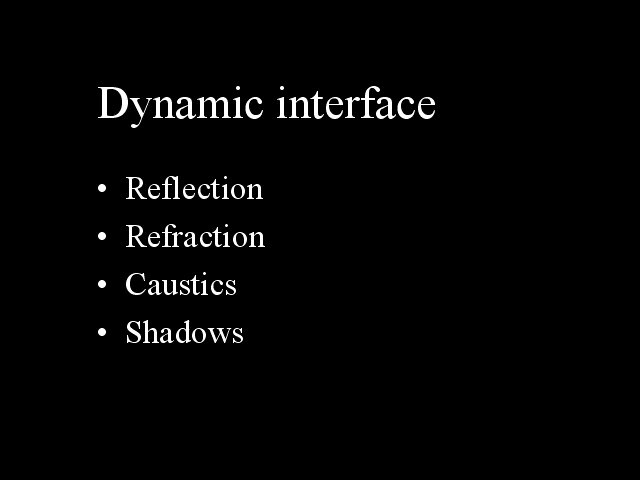 Dynamic interface
• Reflection
• Refraction
• Caustics
• Shadows